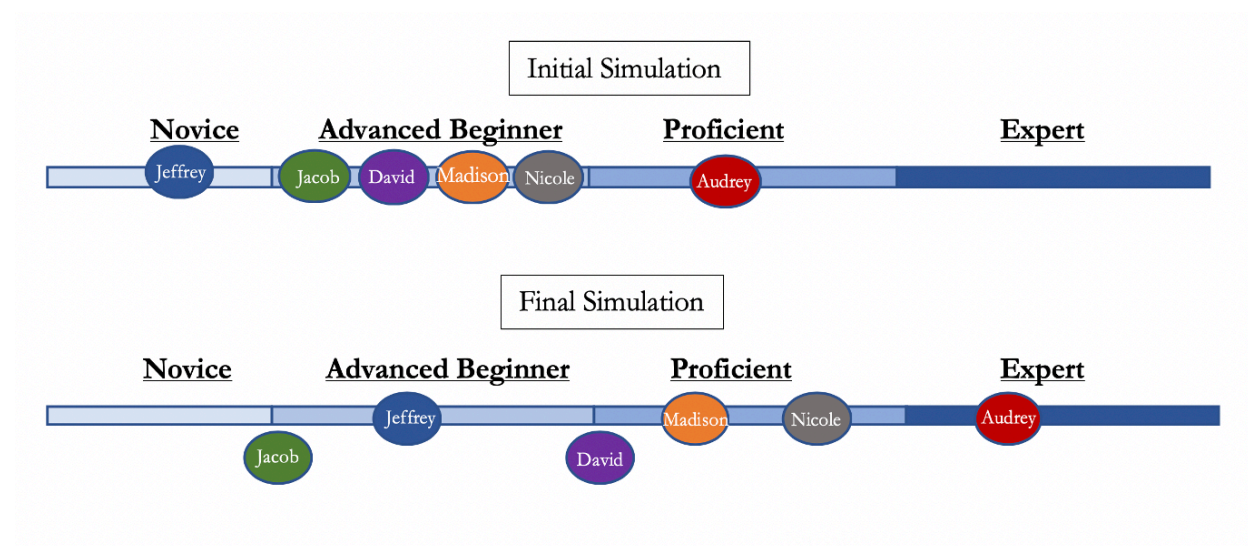 Initial Simulation
Novice Advanced Beginner Proficient Expert
Jeffrey Jacob David Madison Nicole Audrey
Final Simulation
Novice Advanced Beginner Proficient Expert
Jeffrey Madison Nicole Audrey
Jacob David